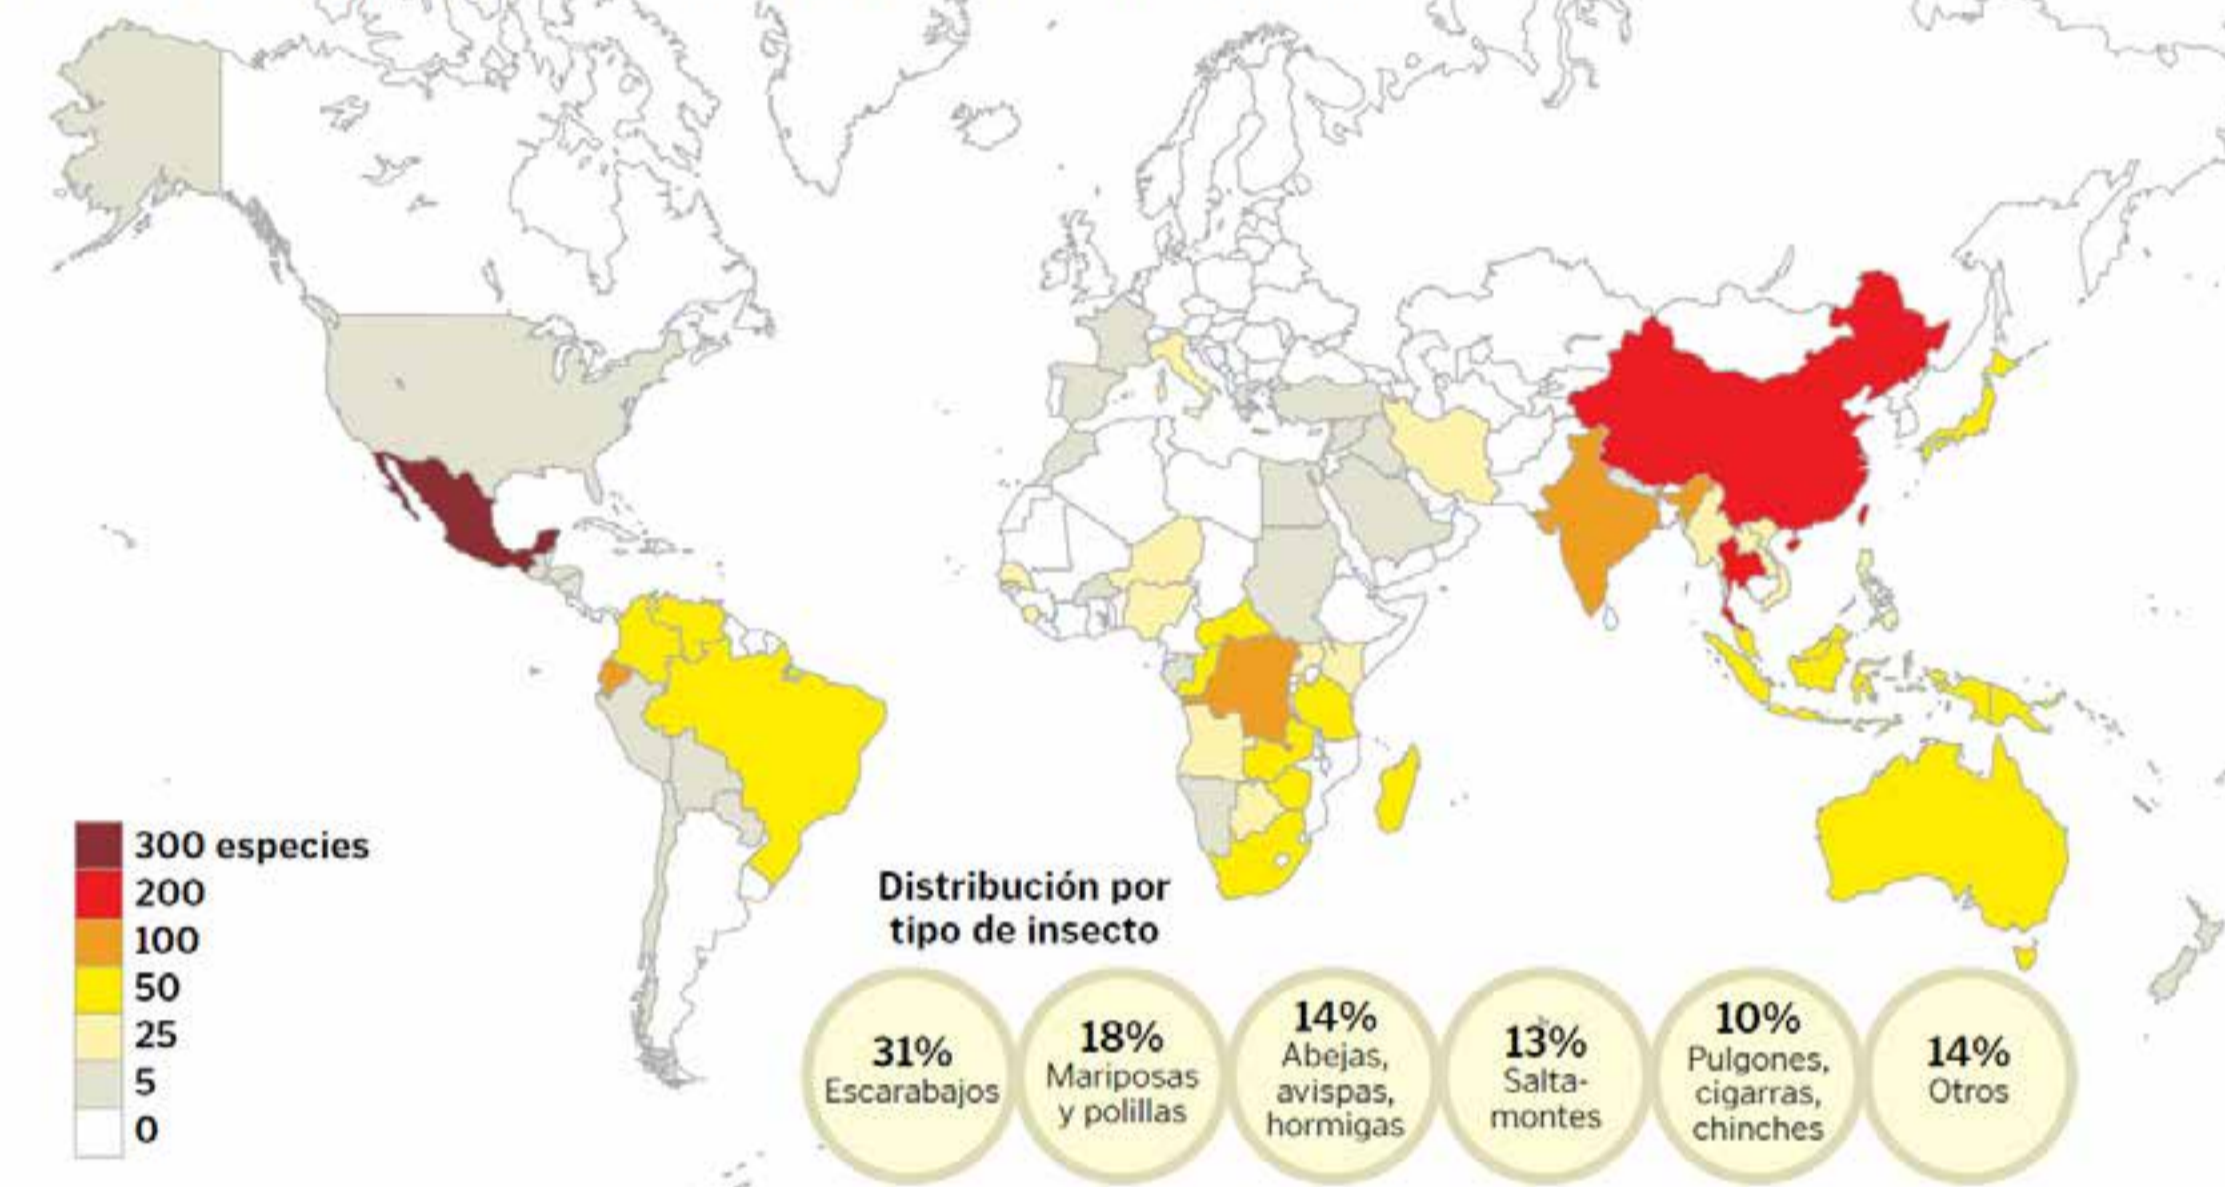 300 especies
200
100
50
25
5
0
Distribución por
tipo de insecto
31%
Escarabajos
18%
Mariposas
y polillas
14%
Abejas,
avispas,
hormigas
13%
Salta-
montes
10%
Pulgones,
cigarras,
chinches
14%
Otros